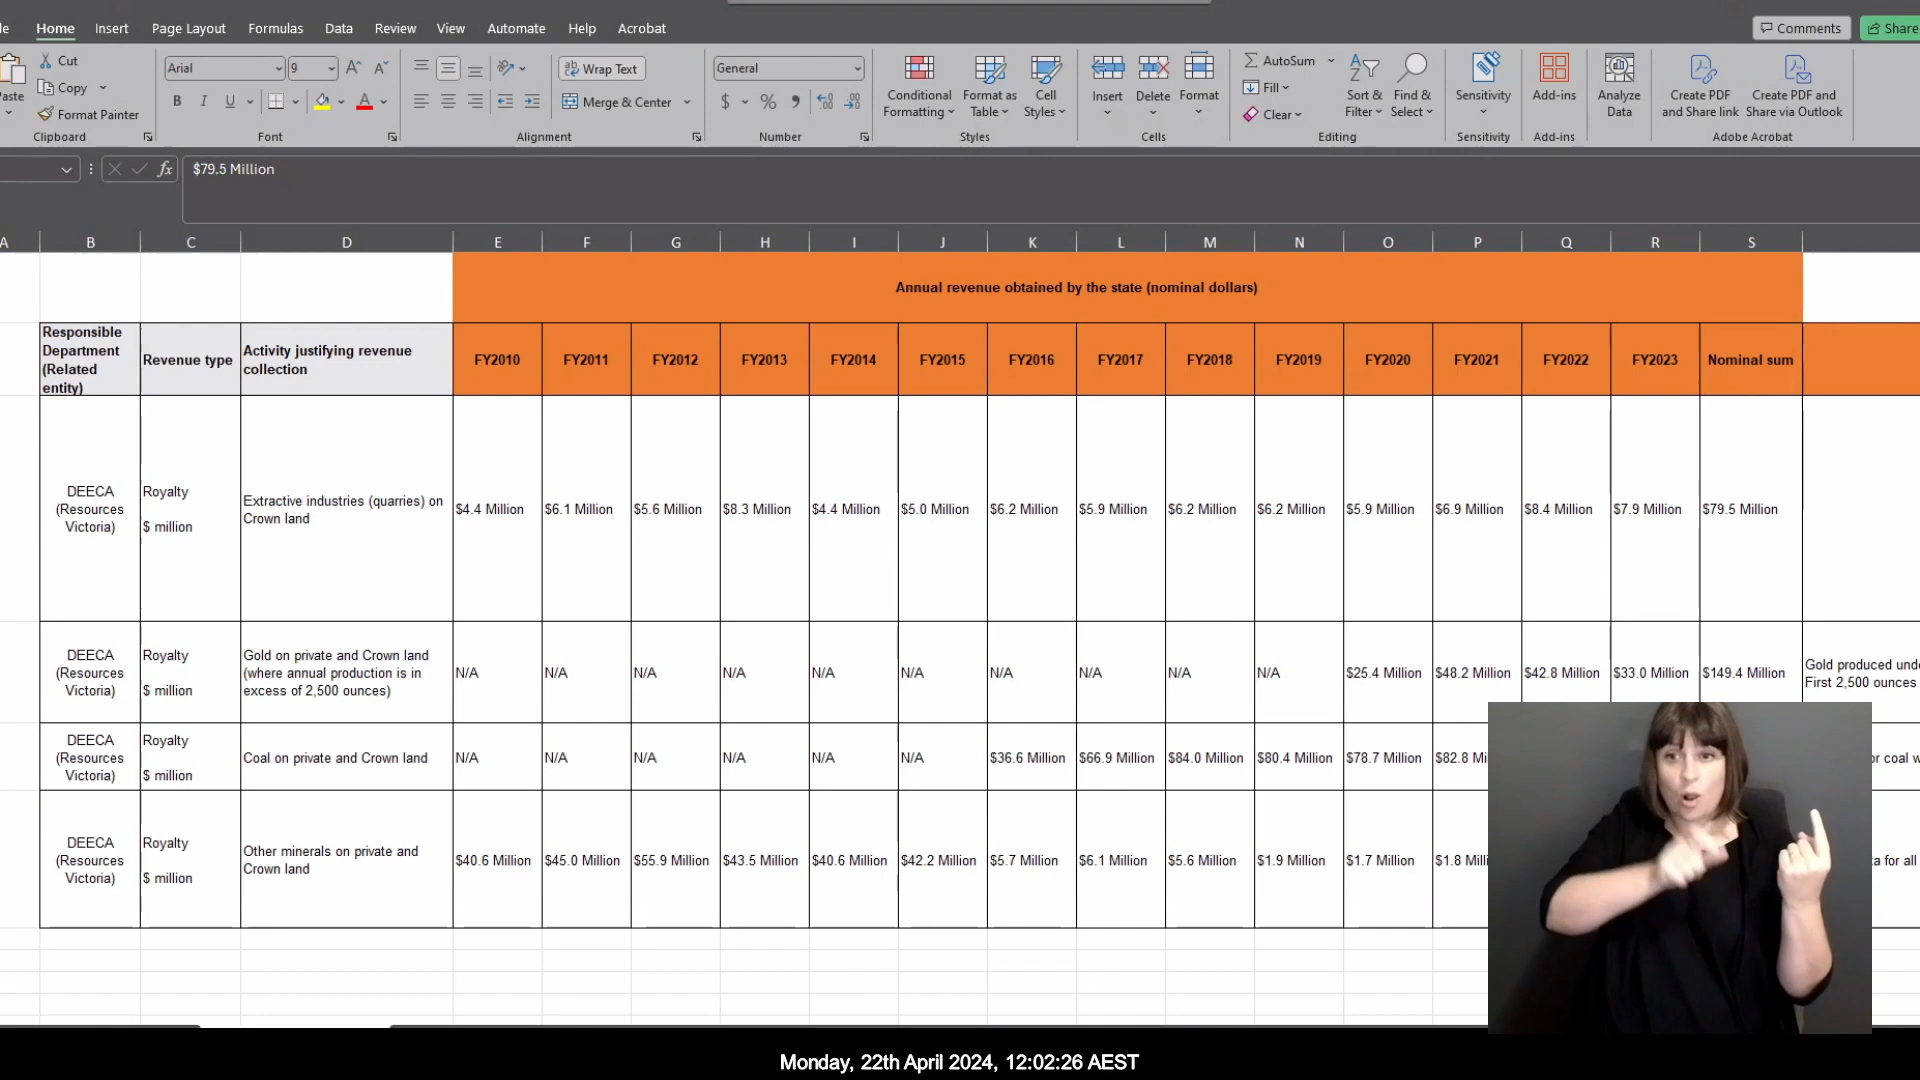 Home Insert Page Layout Formulas Data Review View Automate Help Acrobat Comments Share
Cut
Copy
Format Painter
Clipboard
Arial 9
B I U
Font
Wrap Text
Merge & Center
Alignment
General
$ % 9
Number
Conditional
Formatting
Format as
Table
Cell
Styles
Styles
Insert Delete Format
Cells
AutoSum
Fill
Clear
Sort &
Filter
Find &
Select
Editing
Sensitivity
Sensitivity
Add-ins
Add-ins
Analyze
Data
Create PDF
and Share link
Create PDF and
Share via Outlook
Adobe Acrobat
fx $79.5 Million
A B C D E F G H I J K L M N O P Q R S
Annual revenue obtained by the state (nominal dollars)
Responsible
Department
(Related
entity)
Revenue type
Activity justifying revenue
collection
FY2010 FY2011 FY2012 FY2013 FY2014 FY2015 FY2016 FY2017 FY2018 FY2019 FY2020 FY2021 FY2022 FY2023 Nominal sum
DEECA
(Resources
Victoria)
Royalty
$ million
Extractive industries (quarries) on
Crown land
$4.4 Million $6.1 Million $5.6 Million $8.3 Million $4.4 Million $5.0 Million $6.2 Million $5.9 Million $6.2 Million $6.2 Million $5.9 Million $6.9 Million $8.4 Million $7.9 Million $79.5 Million
DEECA
(Resources
Victoria)
Royalty
$ million
Gold on private and Crown land
(where annual production is in
excess of 2,500 ounces)
N/A N/A N/A N/A N/A N/A N/A N/A N/A N/A $25.4 Million $48.2 Million $42.8 Million $33.0 Million $149.4 Million
Gold produced
First 2,500 ounces
DEECA
(Resources
Victoria)
Royalty
$ million
Coal on private and Crown land
N/A N/A N/A N/A N/A N/A $36.6 Million $66.9 Million $84.0 Million $80.4 Million $78.7 Million $82.8 Mi
or coal w
DEECA
(Resources
Victoria)
Royalty
$ million
Other minerals on private and
Crown land
$40.6 Million $45.0 Million $55.9 Million $43.5 Million $40.6 Million $42.2 Million $5.7 Million $6.1 Million $5.6 Million $1.9 Million $1.7 Million $1.8 Milli
a for all
Monday, 22th April 2024, 12:02:26 AEST